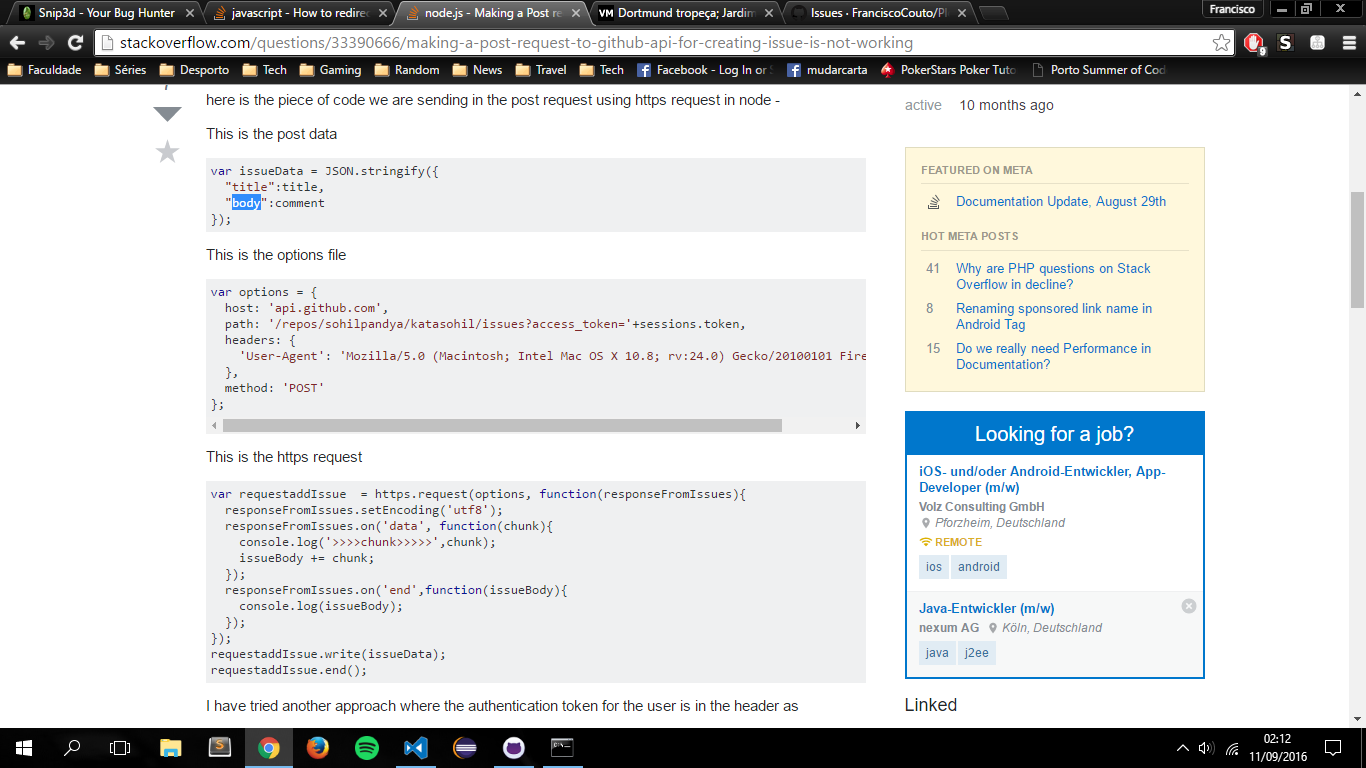 Snip3d - Your Bug Hunter
javascript - How to redirec
node.js - Making a Post re
VM Dortmund tropeça; Jardim
Issues · FranciscoCouto/Pl
Francisco
stackoverflow.com/questions/33390666/making-a-post-request-to-github-api-for-creating-issue-is-not-working
9
S
Faculdade
Séries
Desporto
Tech
Gaming
Random
News
Travel
Tech
Facebook - Log In or
mudarcarta
PokerStars Poker Tuto
Porto Summer of Cod
here is the piece of code we are sending in the post request using https request in node -
This is the post data
var issueData = JSON.stringify({
"title":title,
"body":comment
});
This is the options file
var options = {
host: 'api.github.com',
path: '/repos/sohilpandya/katasohil/issues?access_token='+sessions.token,
headers: {
'User-Agent': 'Mozilla/5.0 (Macintosh; Intel Mac OS X 10.8; rv:24.0) Gecko/20100101 Fire
},
method: 'POST'
};
This is the https request
var requestaddIssue  = https.request(options, function(responseFromIssues){
responseFromIssues.setEncoding('utf8');
responseFromIssues.on('data', function(chunk){
console.log('>>>>chunk>>>>>',chunk);
issueBody += chunk;
});
responseFromIssues.on('end',function(issueBody){
console.log(issueBody);
});
});
requestaddIssue.write(issueData);
requestaddIssue.end();
I have tried another approach where the authentication token for the user is in the header as
active 10 months ago
FEATURED ON META
Documentation Update, August 29th
HOT META POSTS
41 Why are PHP questions on Stack
Overflow in decline?
8 Renaming sponsored link name in
Android Tag
15 Do we really need Performance in
Documentation?
Looking for a job?
iOS- und/oder Android-Entwickler, App-
Developer (m/w)
Volz Consulting GmbH
Pforzheim, Deutschland
REMOTE
ios android
Java-Entwickler (m/w)
nexum AG Köln, Deutschland
java j2ee
Linked
02:12
11/09/2016